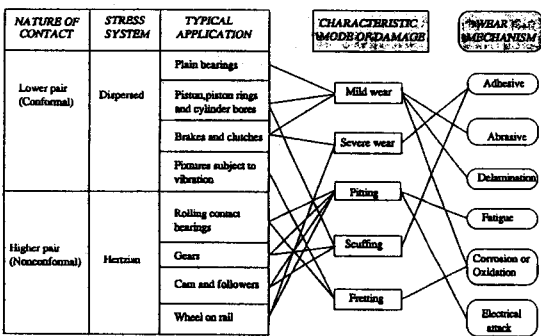 NATURE OF
CONTACT
STRESS
SYSTEM
TYPICAL
APPLICATION
CHARACTERISTIC
MODE OF DAMAGE
WEAR
MECHANISM
Lower pair
(Conformal)
Dispersed
Plain bearings
Piston,piston rings
and cylinder bores
Brakes and clutches
Fixtures subject to
vibration
Higher pair
(Nonconformal)
Hertzian
Rolling contact
bearings
Gears
Cam and followers
Wheel on rail
Mild wear
Severe wear
Pitting
Scuffing
Fretting
Adhesive
Abrasive
Delamination
Fatigue
Corrosion or
Oxidation
Electrical
attack